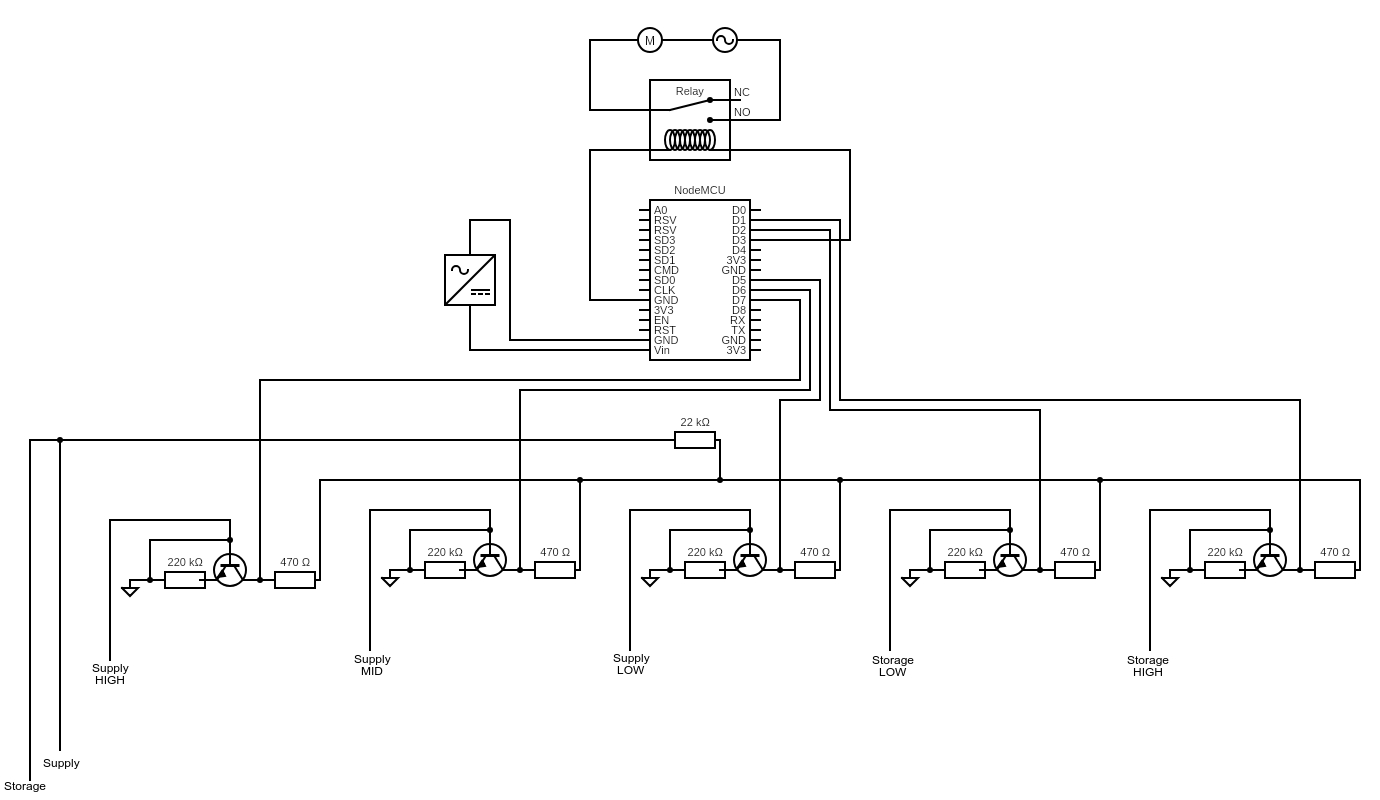 M
Relay
NC
NO
NodeMCU
A0 D0
RSV D1
RSV D2
SD3 D3
SD2 D4
SD1 3V3
CMD GND
SD0 D5
CLK D6
GND D7
3V3 D8
EN RX
RST TX
GND GND
Vin 3V3
22 kΩ
220 kΩ 470 Ω 220 kΩ 470 Ω 220 kΩ 470 Ω 220 kΩ 470 Ω 220 kΩ 470 Ω
Supply
HIGH
Supply
MID
Supply
LOW
Storage
LOW
Storage
HIGH
Supply
Storage